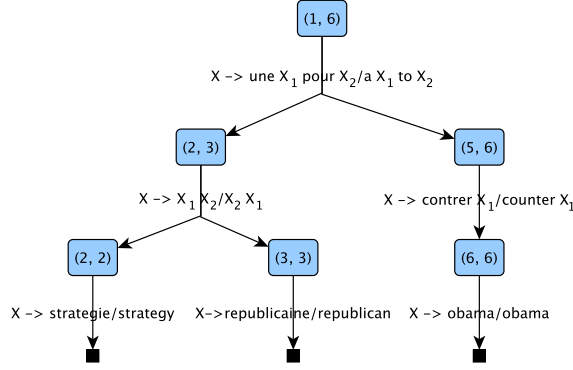 (1, 6)
X -> une X1 pour X2/a X1 to X2
(2, 3)
(5, 6)
X -> X1 X2/X2 X1
X -> contrer X1/counter X1
(2, 2)
(3, 3)
(6, 6)
X -> strategie/strategy
X->republicaine/republican
X -> obama/obama